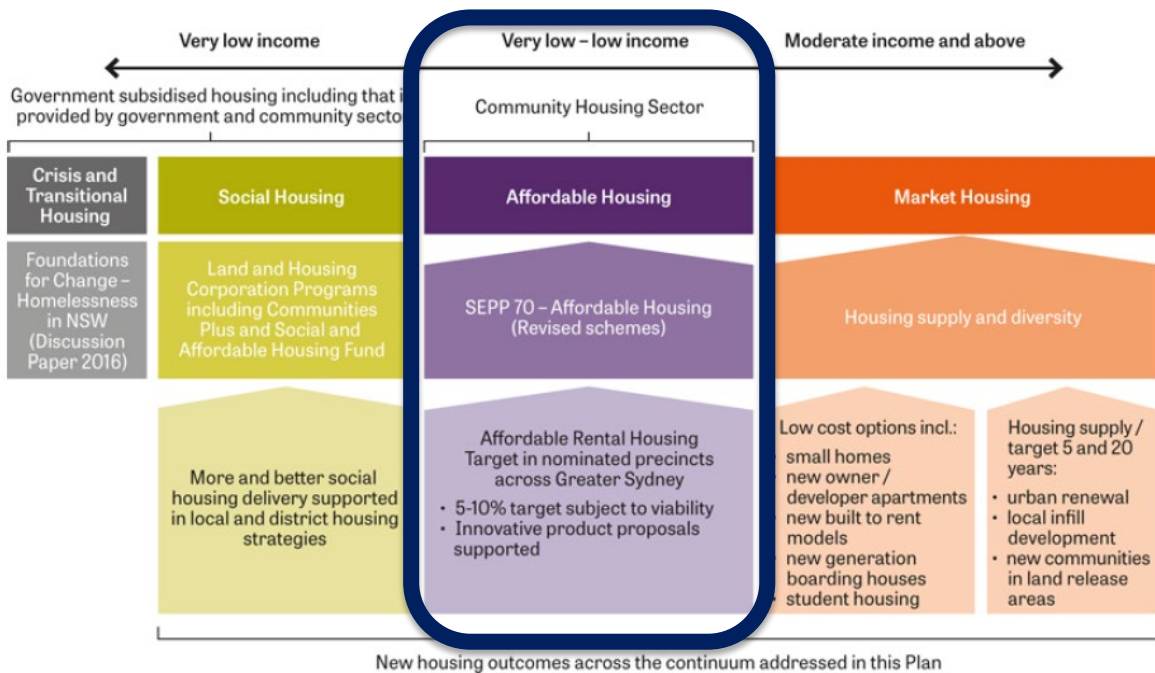 Very low income
Very low – low income
Moderate income and above
Government subsidised housing including that i
provided by government and community secto
Community Housing Sector
Crisis and
Transitional
Housing
Social Housing
Affordable Housing
Market Housing
Foundations
for Change –
Homelessness
in NSW
(Discussion
Paper 2016)
Land and Housing
Corporation Programs
including Communities
Plus and Social and
Affordable Housing Fund
SEPP 70 – Affordable Housing
(Revised schemes)
Housing supply and diversity
More and better social
housing delivery supported
in local and district housing
strategies
Affordable Rental Housing
Target in nominated precincts
across Greater Sydney
• 5-10% target subject to viability
• Innovative product proposals
supported
Low cost options incl.:
small homes
• new owner /
developer apartments
• new built to rent
models
• new generation
boarding houses
• student housing
Housing supply /
target 5 and 20
years:
• urban renewal
• local infill
development
• new communities
in land release
areas
New housing outcomes across the continuum addressed in this Plan